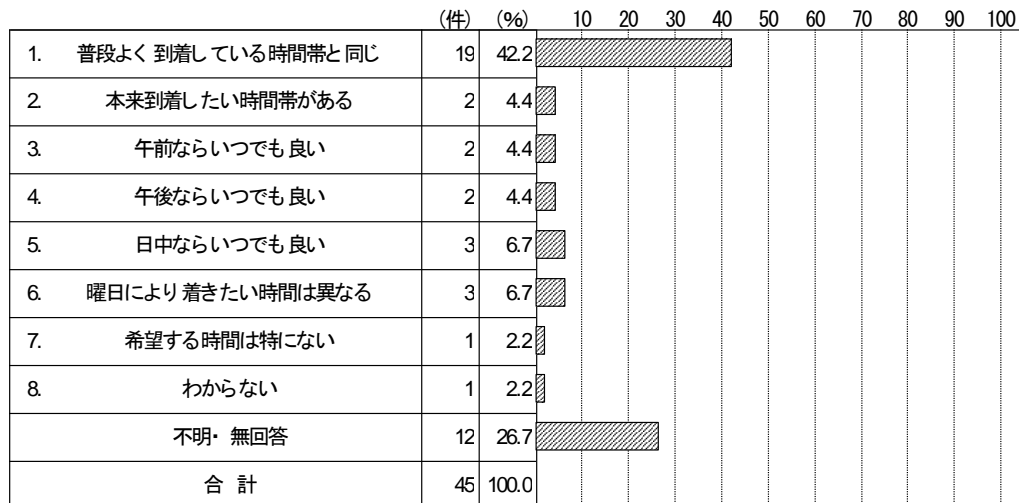 (件) (%) 10 20 30 40 50 60 70 80 90 100
1. 普段よく到着している時間帯と同じ 19 42.2
2. 本来到着したい時間帯がある 2 4.4
3. 午前ならいつでも良い 2 4.4
4. 午後ならいつでも良い 2 4.4
5. 日中ならいつでも良い 3 6.7
6. 曜日により着きたい時間は異なる 3 6.7
7. 希望する時間は特にない 1 2.2
8. わからない 1 2.2
不明・無回答 12 26.7
合 計 45 100.0